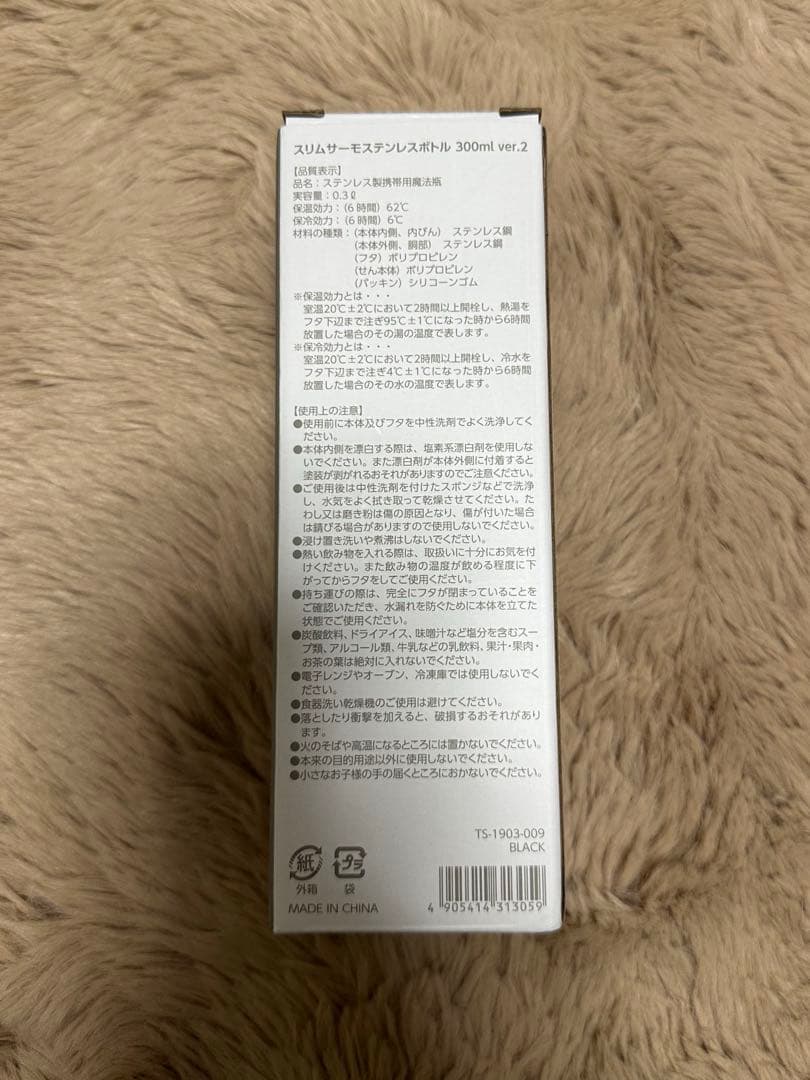 スリムサーモステンレスボトル 300ml ver.2
【品質表示】
品名：ステンレス製携帯用魔法瓶
実容量：0.3ℓ
保温効力：（6時間）62℃
保冷効力：（6時間）6℃
材料の種類：（本体内側、内びん） ステンレス鋼
（本体外側、胴部） ステンレス鋼
（フタ）ポリプロピレン
（せん本体）ポリプロピレン
（パッキン）シリコーンゴム
※保温効力とは・・・
室温20℃±2℃において2時間以上開栓し、熱湯を
フタ下辺まで注ぎ95℃±1℃になった時から6時間
放置した場合のその湯の温度で表します。
※保冷効力とは・・・
室温20℃±2℃において2時間以上開栓し、冷水を
フタ下辺まで注ぎ4℃±1℃になった時から6時間
放置した場合のその水の温度で表します。
【使用上の注意】
●使用前に本体及びフタを中性洗剤でよく洗浄してく
ださい。
●本体内側を漂白する際は、塩素系漂白剤を使用しな
いでください。また漂白剤が本体外側に付着すると
塗装が剥がれるおそれがありますのでご注意ください。
●ご使用後は中性洗剤を付けたスポンジなどで洗浄
し、水気をよく拭き取って乾燥させてください。た
わし又は磨き粉は傷の原因となり、傷が付いた場合
は錆びる場合がありますので使用しないでください。
●浸け置き洗いや煮沸はしないでください。
●熱い飲み物を入れる際は、取扱いに十分にお気を付
けください。また飲み物の温度が飲める程度に下
がってからフタをしてご使用ください。
●持ち運びの際は、完全にフタが閉まっていることを
ご確認いただき、水漏れを防ぐために本体を立てた
状態でご使用ください。
●炭酸飲料、ドライアイス、味噌汁など塩分を含むスー
プ類、アルコール類、牛乳などの乳飲料、果汁・果肉・
お茶の葉は絶対に入れないでください。
●電子レンジやオーブン、冷凍庫では使用しないでく
ださい。
●食器洗い乾燥機のご使用は避けてください。
●落としたり衝撃を加えると、破損するおそれがあり
ます。
●火のそばや高温になるところには置かないでください。
●本来の目的用途以外に使用しないでください。
●小さなお子様の手の届くところにおかないでください。
TS-1903-009
BLACK
紙 プラ
外箱 袋
MADE IN CHINA
4 905414 313059